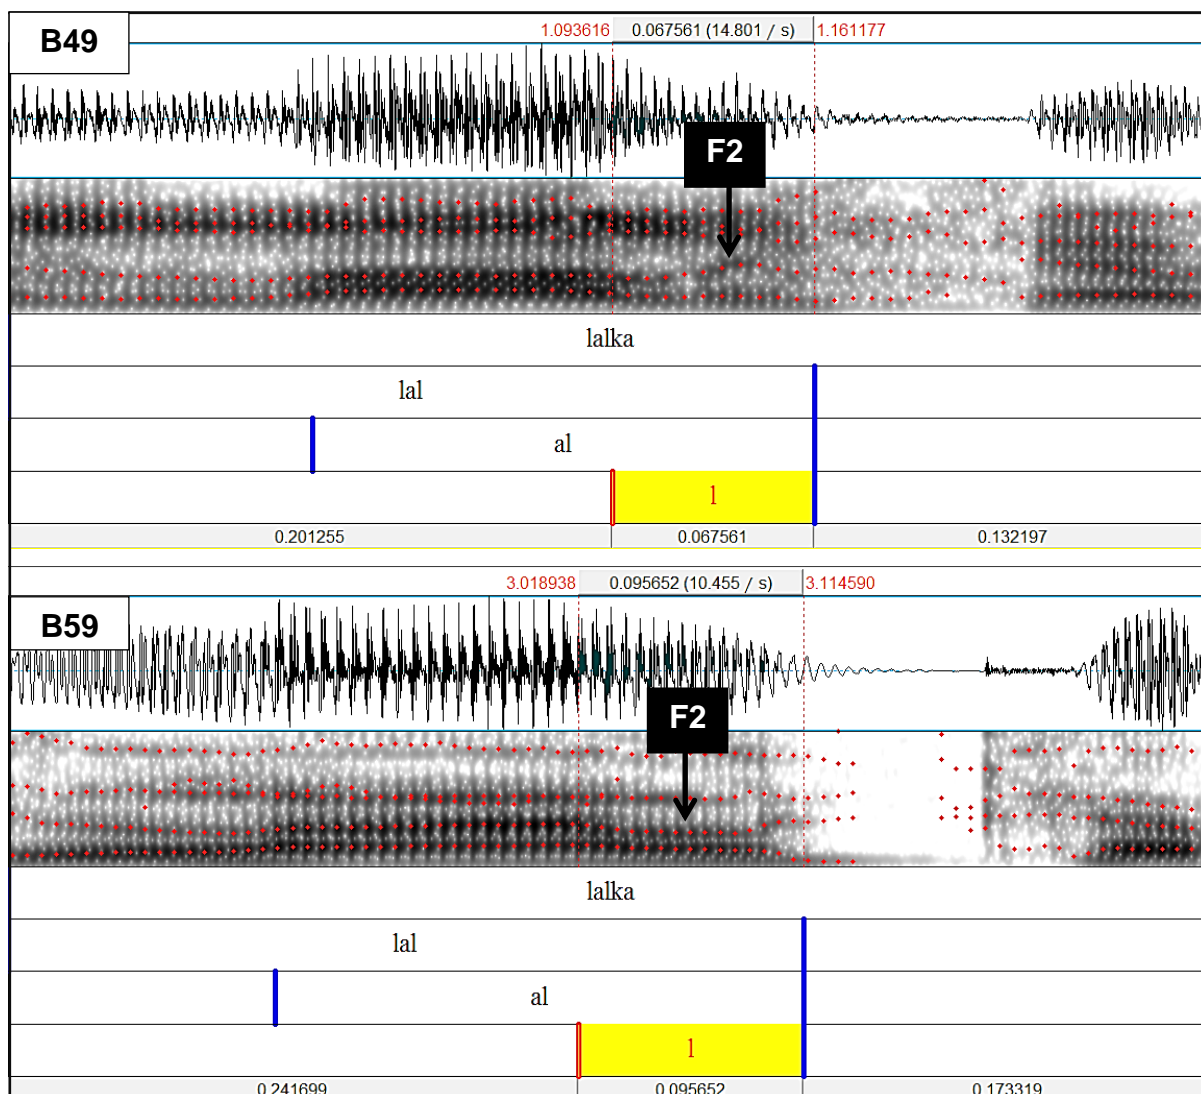 B49
1.093616 0.067561 (14.801 / s) 1.161177
F2
lalka
lal
al
l
0.201255 0.067561 0.132197
3.018938 0.095652 (10.455 / s) 3.114590
B59
F2
lalka
lal
al
l
0.241699 0.095652 0.173319